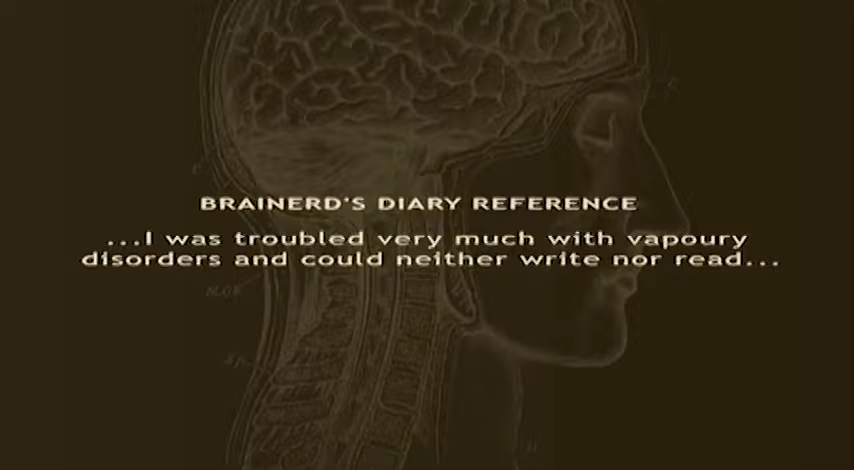 BRAINERD'S DIARY REFERENCE
...I was troubled very much with vapoury
disorders and could neither write nor read...